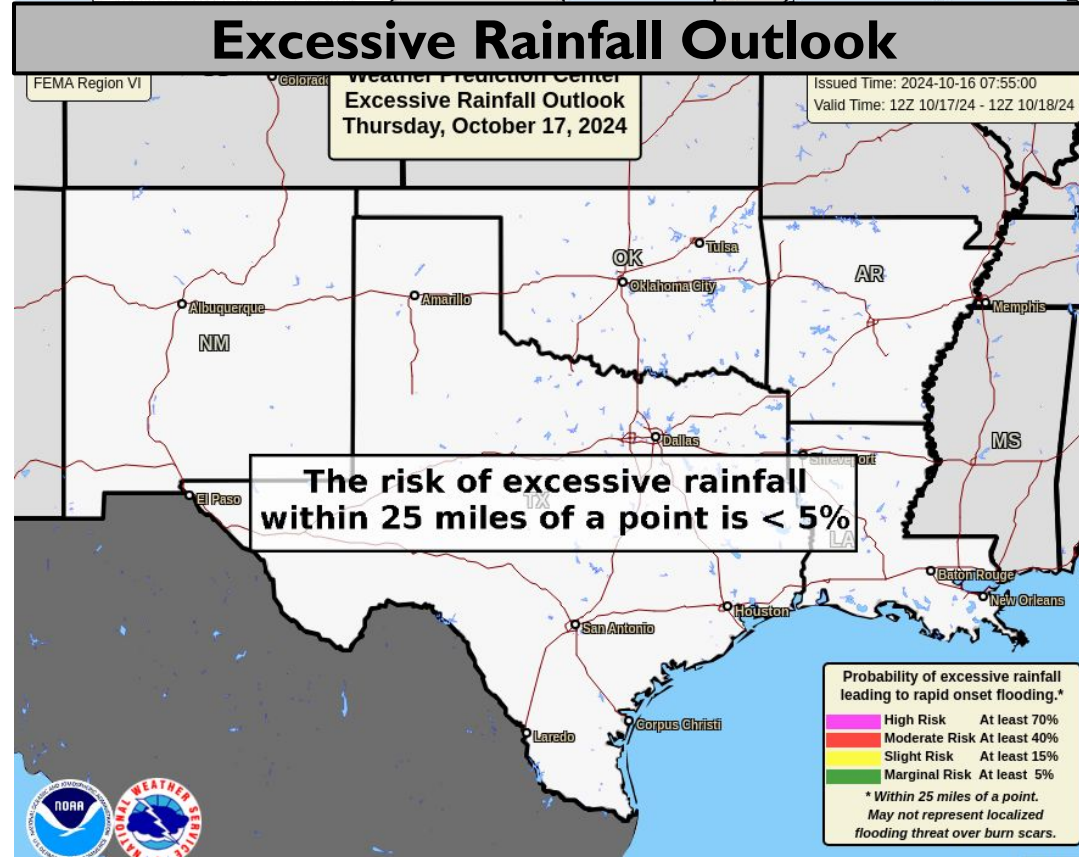 Excessive Rainfall Outlook
FEMA Region VI
Colorado
Weather Prediction Center
Excessive Rainfall Outlook
Thursday, October 17, 2024
Issued Time: 2024-10-16 07:55:00
Valid Time: 12Z 10/17/24 - 12Z 10/18/24
Tulsa
OK
AR
Oklahoma City
Amarillo
Albuquerque
Memphis
NM
Dallas
MS
Shreveport
The risk of excessive rainfall
within 25 miles of a point is < 5%
El Paso
TX
LA
Baton Rouge
New Orleans
Houston
San Antonio
Corpus Christi
Laredo
Probability of excessive rainfall
leading to rapid onset flooding.*
High Risk At least 70%
Moderate Risk At least 40%
Slight Risk At least 15%
Marginal Risk At least 5%
* Within 25 miles of a point.
May not represent localized
flooding threat over burn scars.
NOAA
NATIONAL WEATHER SERVICE